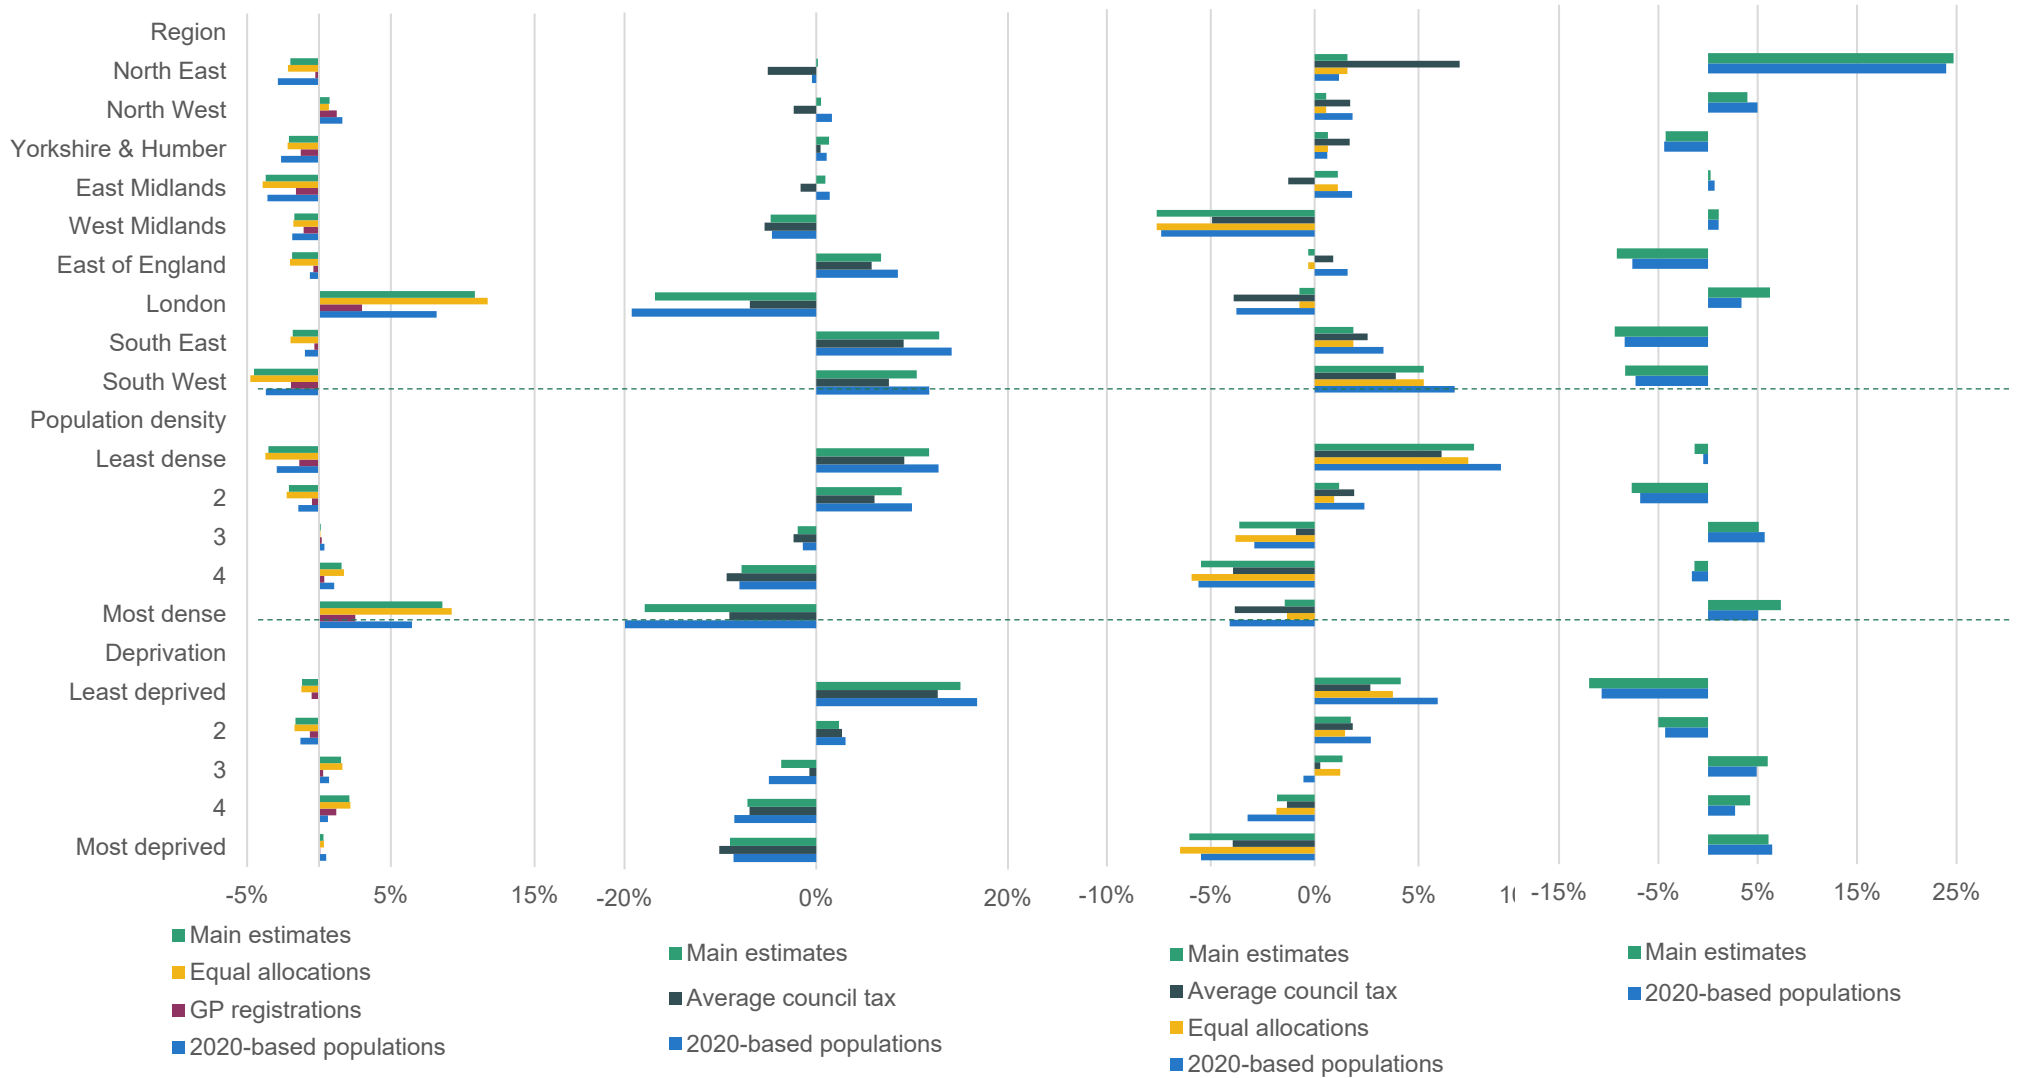 Region
North East
North West
Yorkshire & Humber
East Midlands
West Midlands
East of England
London
South East
South West
Population density
Least dense
2
3
4
Most dense
Deprivation
Least deprived
2
3
4
Most deprived
-5% 5% 15%
-20% 0% 20%
-10% -5% 0% 5%
-15% -5% 5% 15% 25%
Main estimates
Equal allocations
GP registrations
2020-based populations
Main estimates
Average council tax
2020-based populations
Main estimates
Average council tax
Equal allocations
2020-based populations
Main estimates
2020-based populations